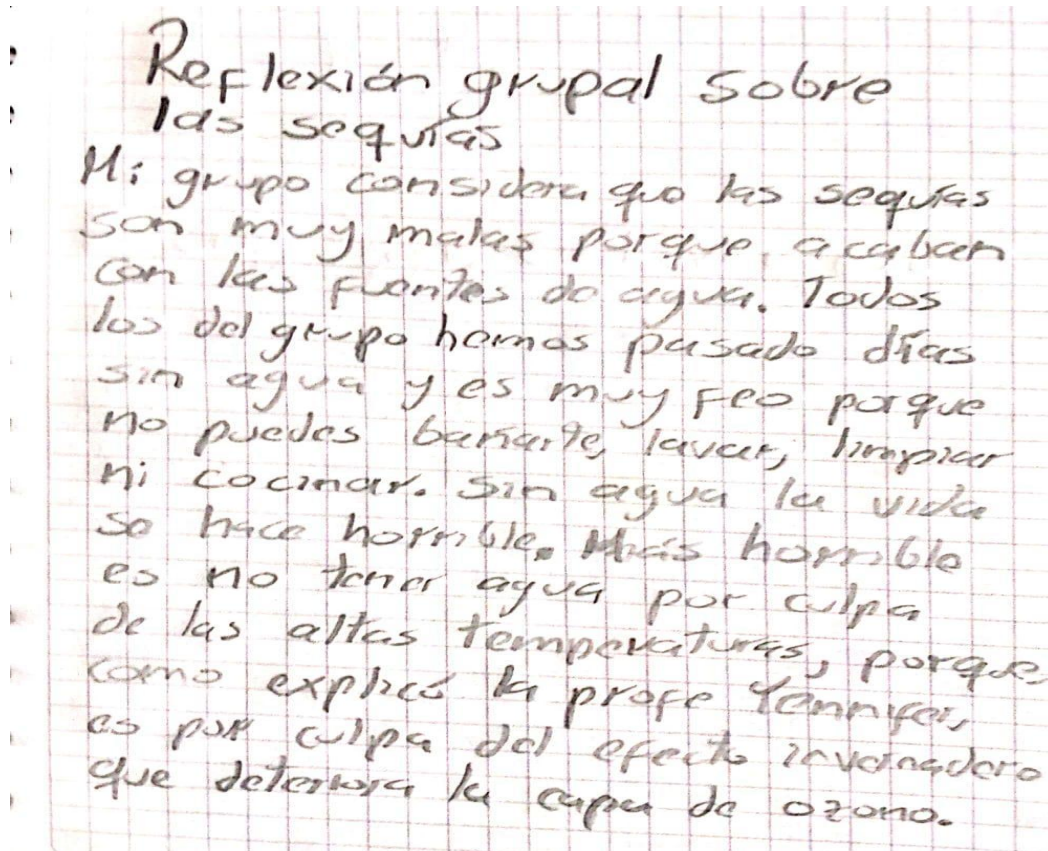 Reflexión grupal sobre
las sequías
Mi grupo considera que las sequías
son muy malas porque acaban
con las fuentes de agua. Todos
los del grupo hemos pasado días
sin agua y es muy feo porque
no puedes bañarte, lavar, limpiar
ni cocinar. Sin agua la vida
se hace horrible. Más horrible
es no tener agua por culpa
de las altas temperaturas, porque,
como explicó la profe Yennifer,
es por culpa del efecto invernadero
que deteriora la capa de ozono.